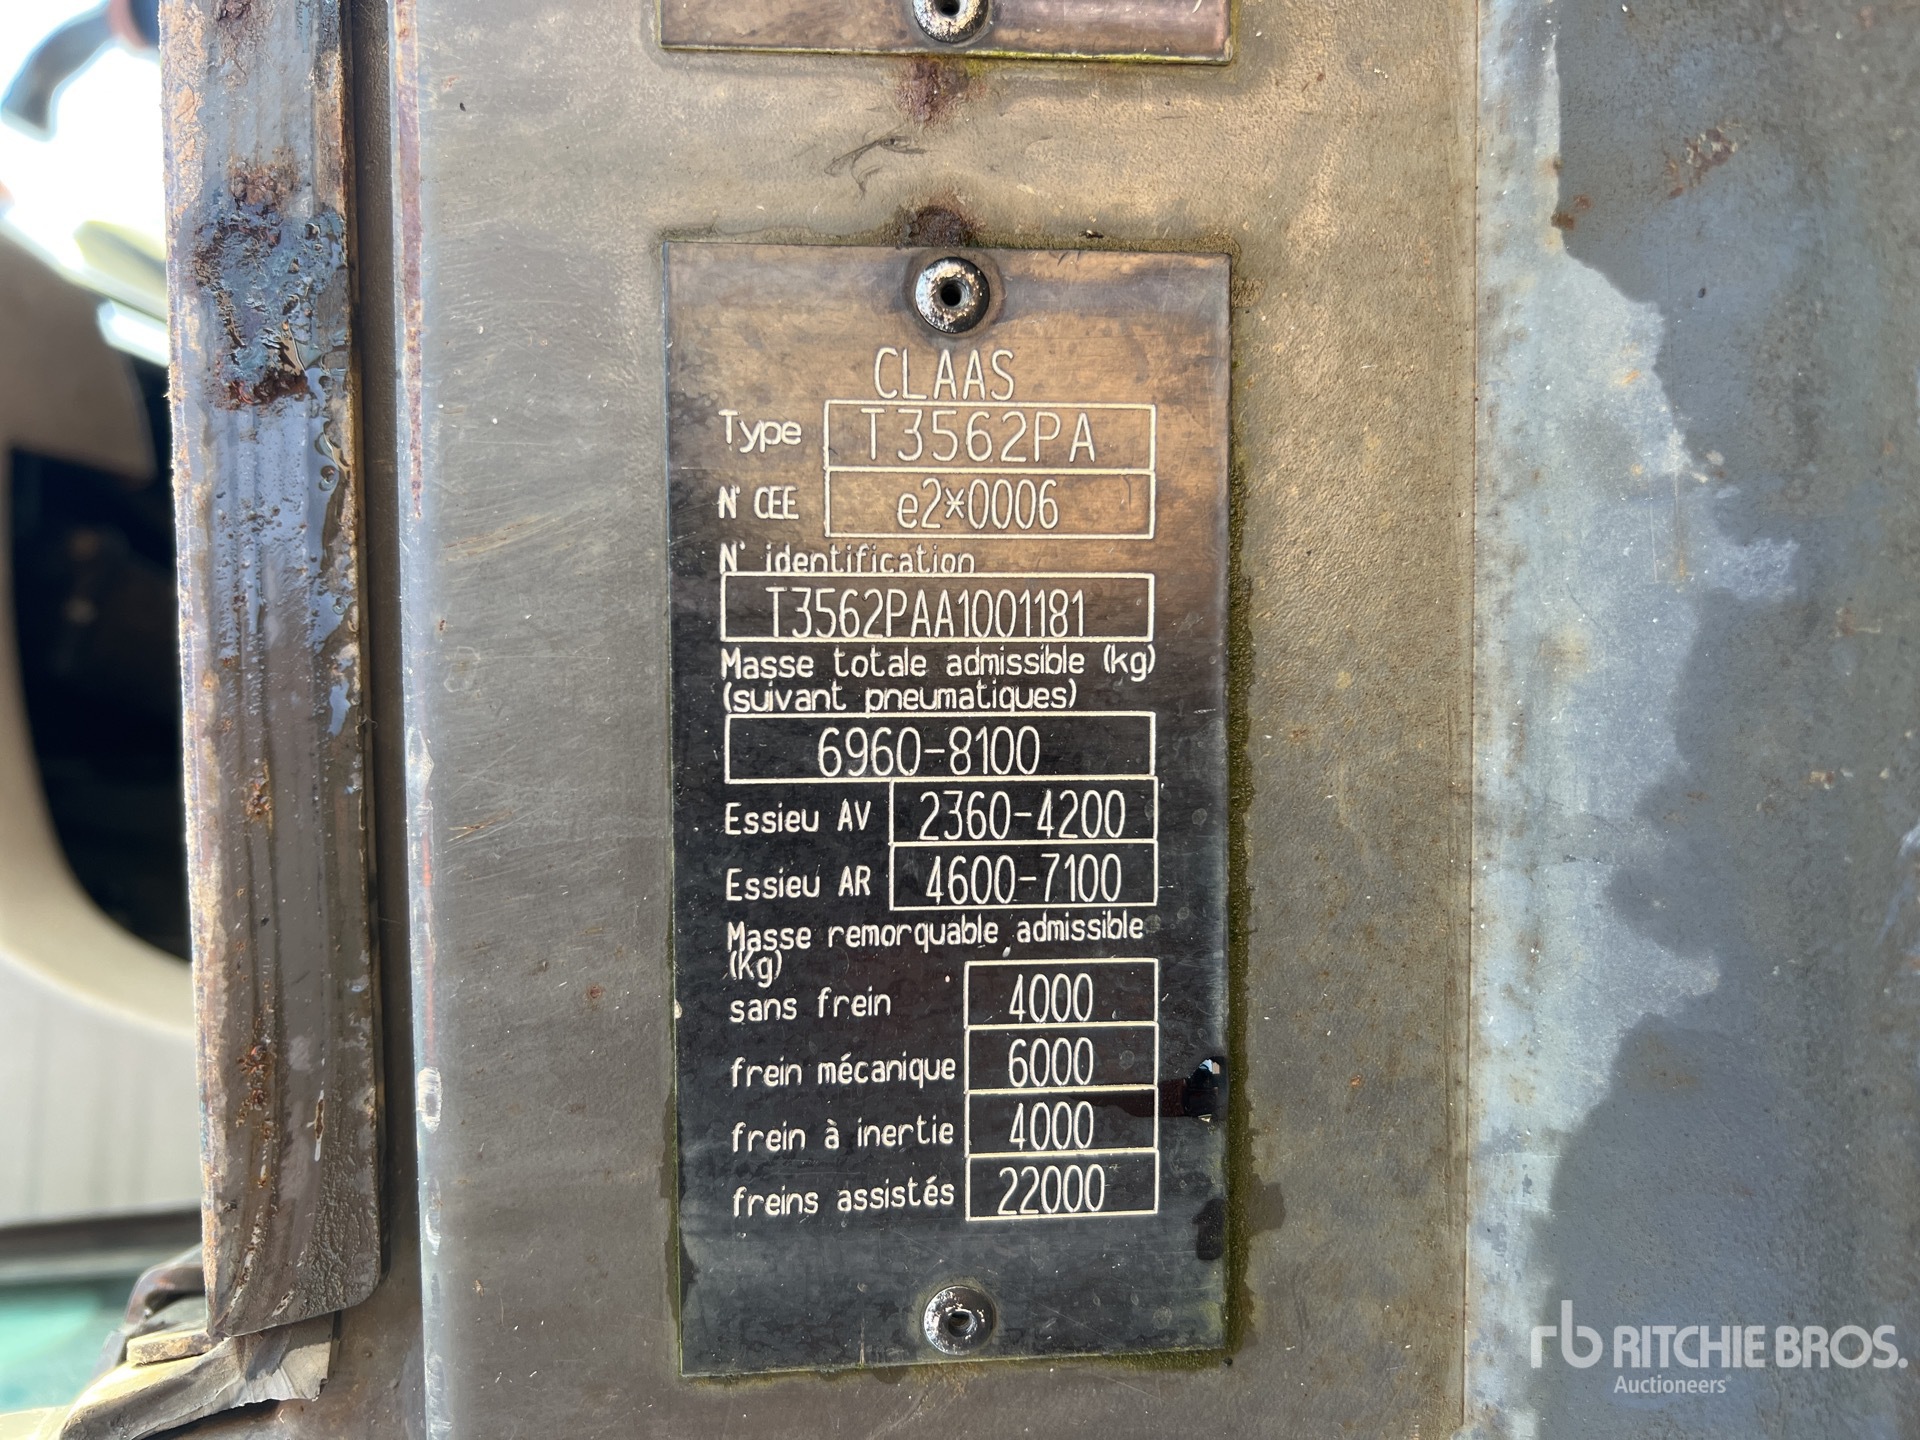 CLAAS
Type T3562PA
N° CEE e2*0006
N° identification
T3562PAA1001181
Masse totale admissible (kg)
(suivant pneumatiques)
6960-8100
Essieu AV 2360-4200
Essieu AR 4600-7100
Masse remorquable admissible
(Kg)
sans frein 4000
frein mécanique 6000
frein à inertie 4000
freins assistés 22000
rb RITCHIE BROS.
Auctioneers